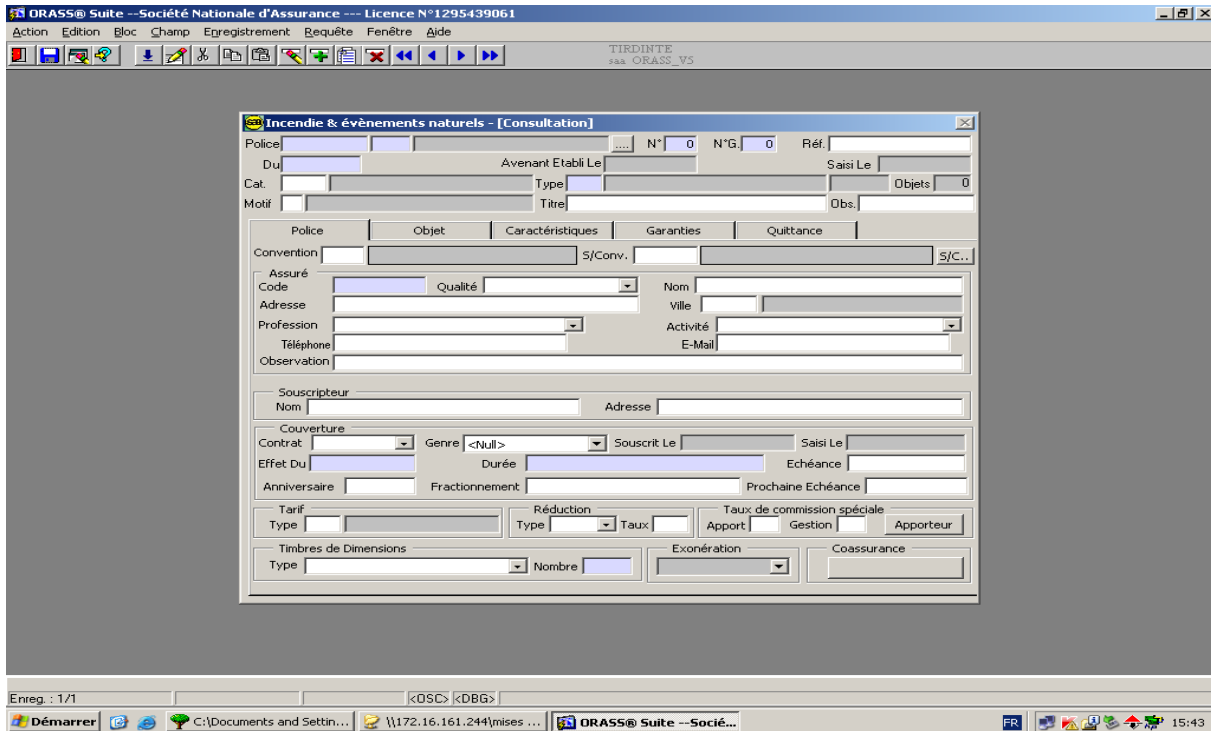 ORASS® Suite --Société Nationale d'Assurance --- Licence N°1295439061
Action Edition Bloc Champ Enregistrement Requête Fenêtre Aide
TIRDINTE
saa ORASS_V5
Incendie & évènements naturels - [Consultation]
Police .... N° 0 N°G. 0 Réf.
Du Avenant Etabli Le Saisi Le
Cat. Type Objets 0
Motif Titre Obs.
Police Objet Caractéristiques Garanties Quittance
Convention S/Conv. S/C..
Assuré
Code Qualité Nom
Adresse Ville
Profession Activité
Téléphone E-Mail
Observation
Souscripteur
Nom Adresse
Couverture
Contrat Genre <Null> Souscrit Le Saisi Le
Effet Du Durée Echéance
Anniversaire Fractionnement Prochaine Echéance
Tarif Réduction Taux de commission spéciale
Type Type Taux Apport Gestion Apporteur
Timbres de Dimensions Exonération Coassurance
Type Nombre
Enreg. : 1/1 <OSC> <DBG>
Démarrer C:\Documents and Settin... \\172.16.161.244\mises ... ORASS® Suite --Socié... FR 15:43